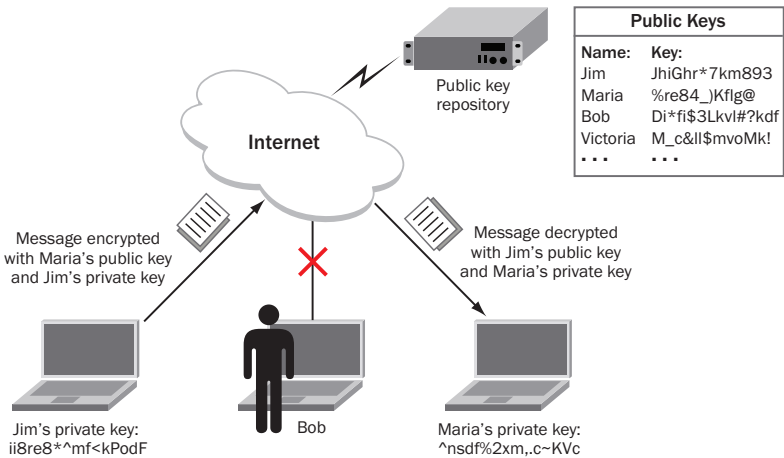 Public Keys
Name: Key:
Jim JhiGhr*7km893
Maria %re84_)Kflg@
Bob Di*fi$3Lkvl#?kdf
Victoria M_c&ll$mvoMk!
... ...
Public key
repository
Internet
Message encrypted
with Maria's public key
and Jim's private key
Message decrypted
with Jim's public key
and Maria's private key
Jim's private key:
ii8re8*^mf<kPodF
Bob
Maria's private key:
^nsdf%2xm,.c~KVc